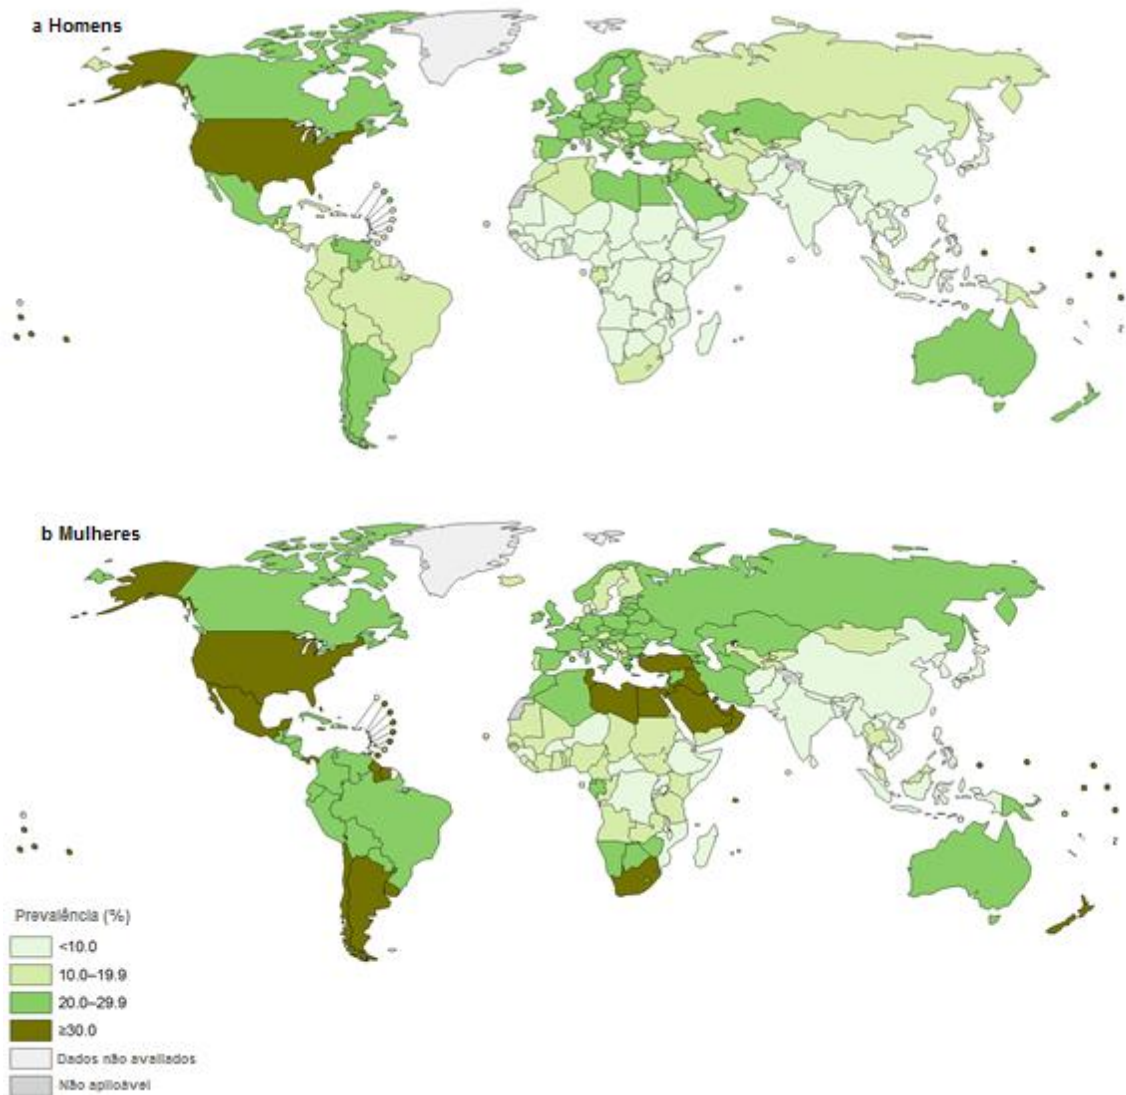 a Homens
b Mulheres
Prevalência (%)
<10.0
10.0–19.9
20.0–29.9
≥30.0
Dados não avaliados
Não aplicável